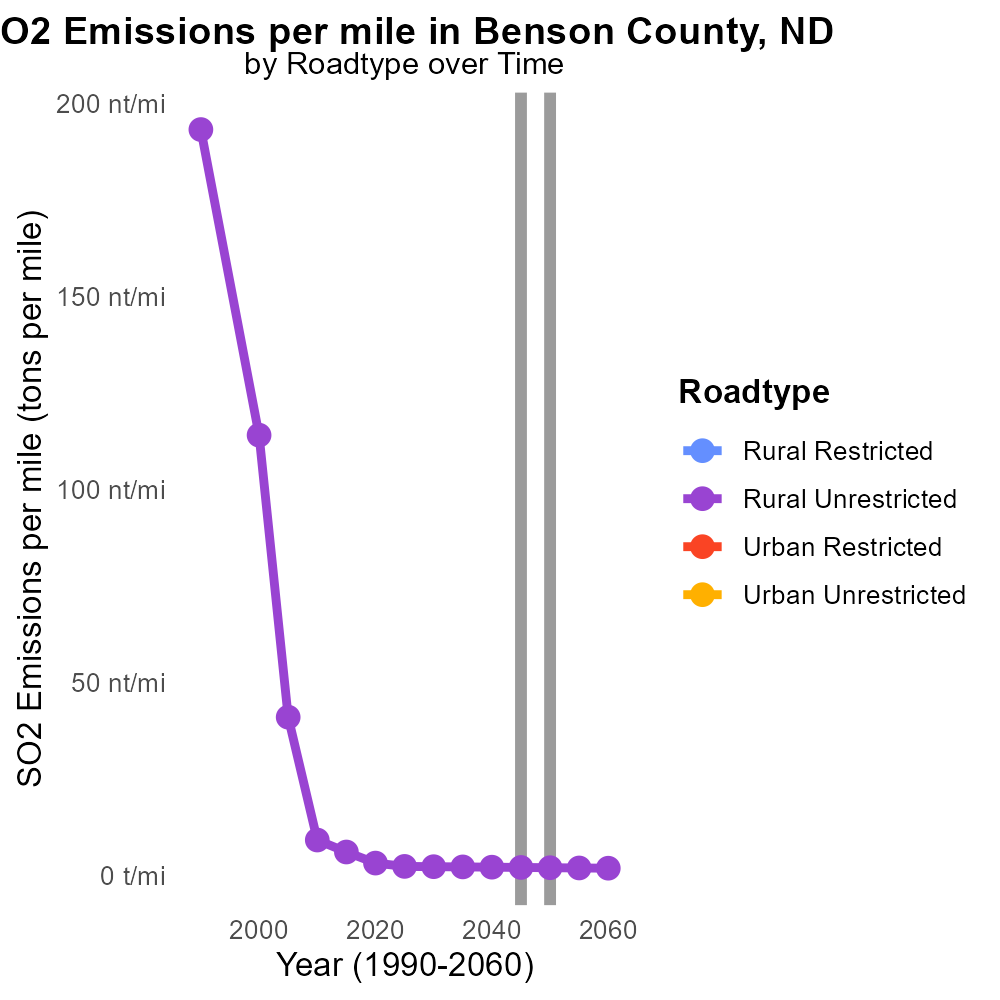 O2 Emissions per mile in Benson County, ND
by Roadtype over Time
SO2 Emissions per mile (tons per mile)
200 nt/mi
150 nt/mi
100 nt/mi
50 nt/mi
0 t/mi
2000 2020 2040 2060
Year (1990-2060)
Roadtype
Rural Restricted
Rural Unrestricted
Urban Restricted
Urban Unrestricted